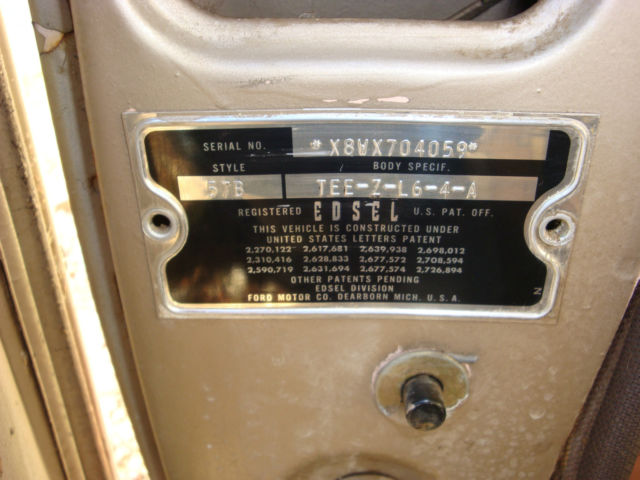 SERIAL NO. *X8WX704059*
STYLE BODY SPECIF.
57B TEE-Z-L6-4-A
REGISTERED EDSEL U.S. PAT. OFF.
THIS VEHICLE IS CONSTRUCTED UNDER
UNITED STATES LETTERS PATENT
2,270,122 2,617,681 2,639,938 2,698,012
2,310,416 2,628,833 2,677,572 2,708,594
2,590,719 2,631,694 2,677,574 2,726,894
OTHER PATENTS PENDING
EDSEL DIVISION
FORD MOTOR CO. DEARBORN MICH. U.S.A.
N